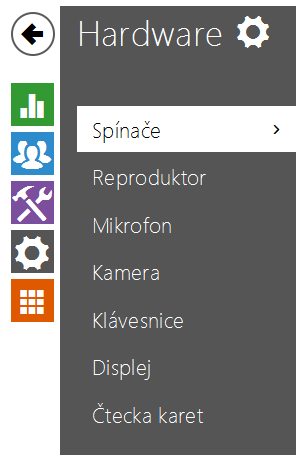 Hardware
Spínače
Reproduktor
Mikrofon
Kamera
Klávesnice
Displej
Čtecka karet